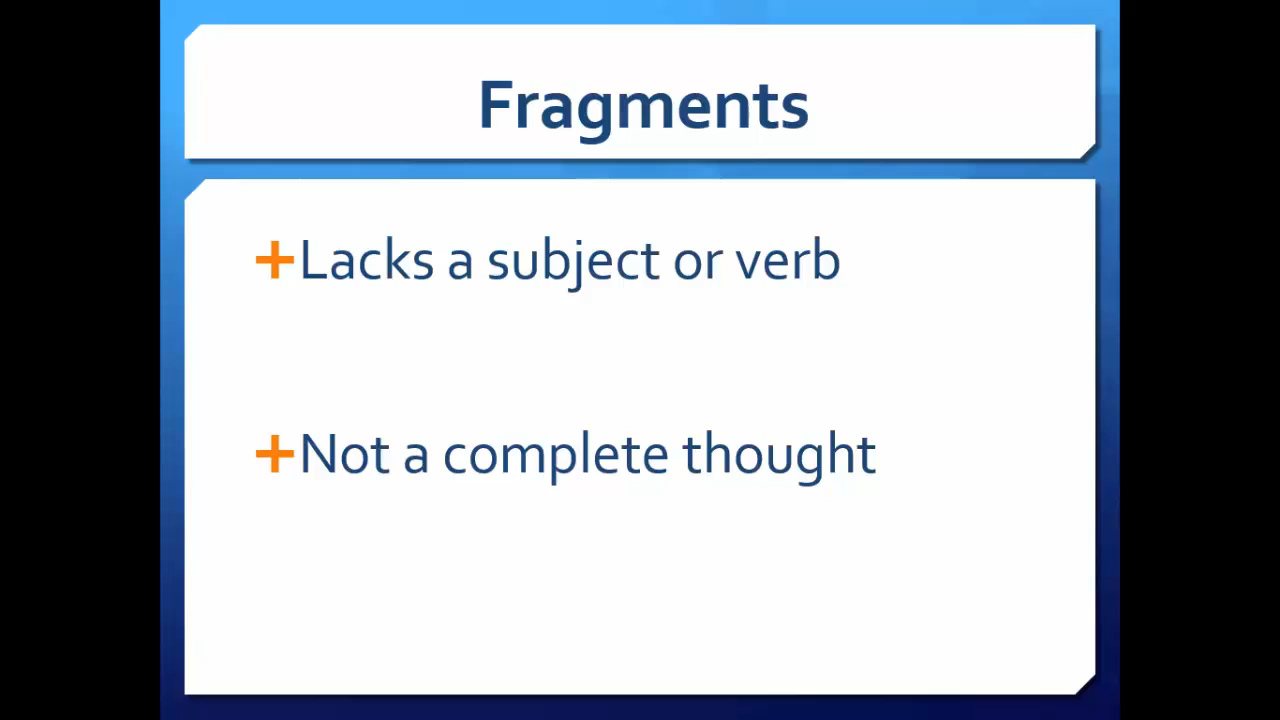 Fragments
+Lacks a subject or verb
+Not a complete thought